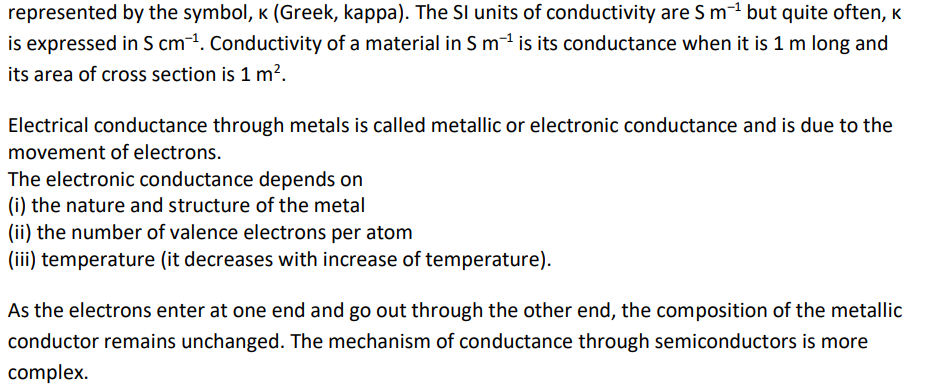 represented by the symbol, κ (Greek, kappa). The SI units of conductivity are S m⁻¹ but quite often, κ
is expressed in S cm⁻¹. Conductivity of a material in S m⁻¹ is its conductance when it is 1 m long and
its area of cross section is 1 m².
Electrical conductance through metals is called metallic or electronic conductance and is due to the
movement of electrons.
The electronic conductance depends on
(i) the nature and structure of the metal
(ii) the number of valence electrons per atom
(iii) temperature (it decreases with increase of temperature).
As the electrons enter at one end and go out through the other end, the composition of the metallic
conductor remains unchanged. The mechanism of conductance through semiconductors is more
complex.